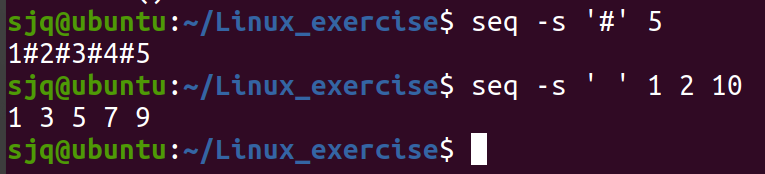 sjq@ubuntu:~/Linux_exercise$ seq -s '#' 5
1#2#3#4#5
sjq@ubuntu:~/Linux_exercise$ seq -s ' ' 1 2 10
1 3 5 7 9
sjq@ubuntu:~/Linux_exercise$